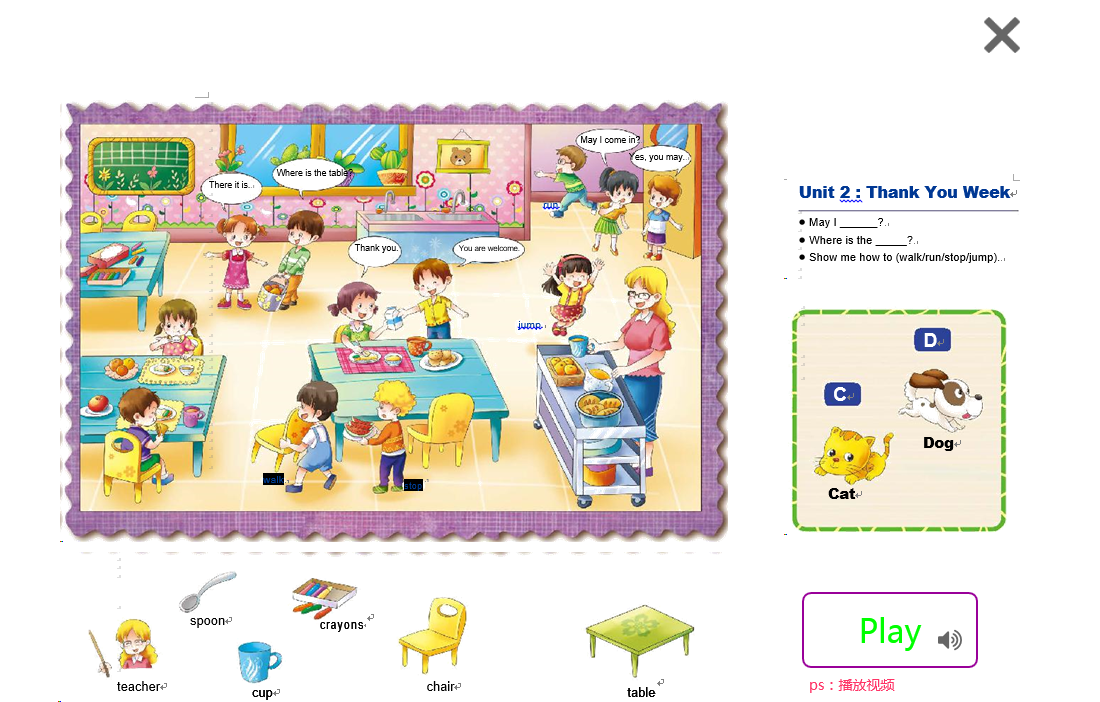 May I come in?
Yes, you may...
Where is the table?
There it is..
run
Thank you.
You are welcome.
jump
walk
stop
Unit 2 : Thank You Week
● May I _______?.
● Where is the ______?.
● Show me how to (walk/run/stop/jump)..
D
C
Dog
Cat
spoon
crayons
teacher
cup
chair
table
Play
ps：播放视频